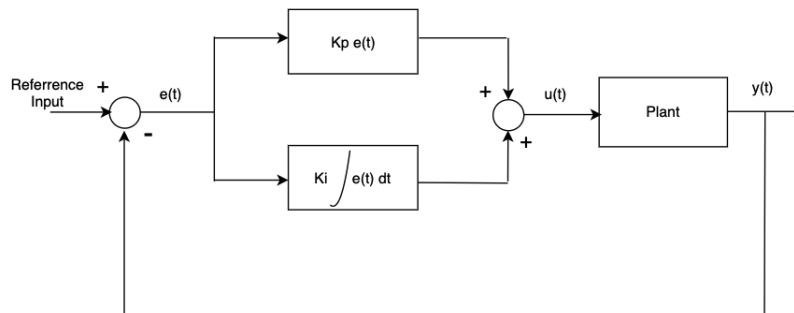 Referrence
Input
+
-
e(t)
Kp e(t)
Ki ∫ e(t) dt
+
+
u(t)
Plant
y(t)